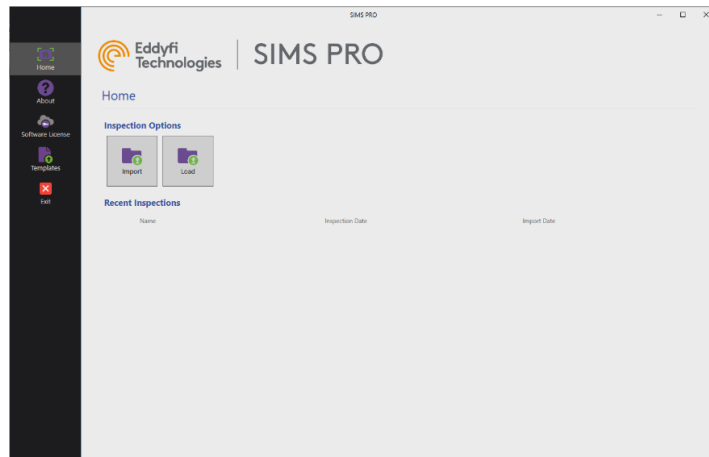 SIMS PRO
Home
About
Software License
Templates
Exit
Eddyfi
Technologies
SIMS PRO
Home
Inspection Options
Import
Load
Recent Inspections
Name Inspection Date Import Date